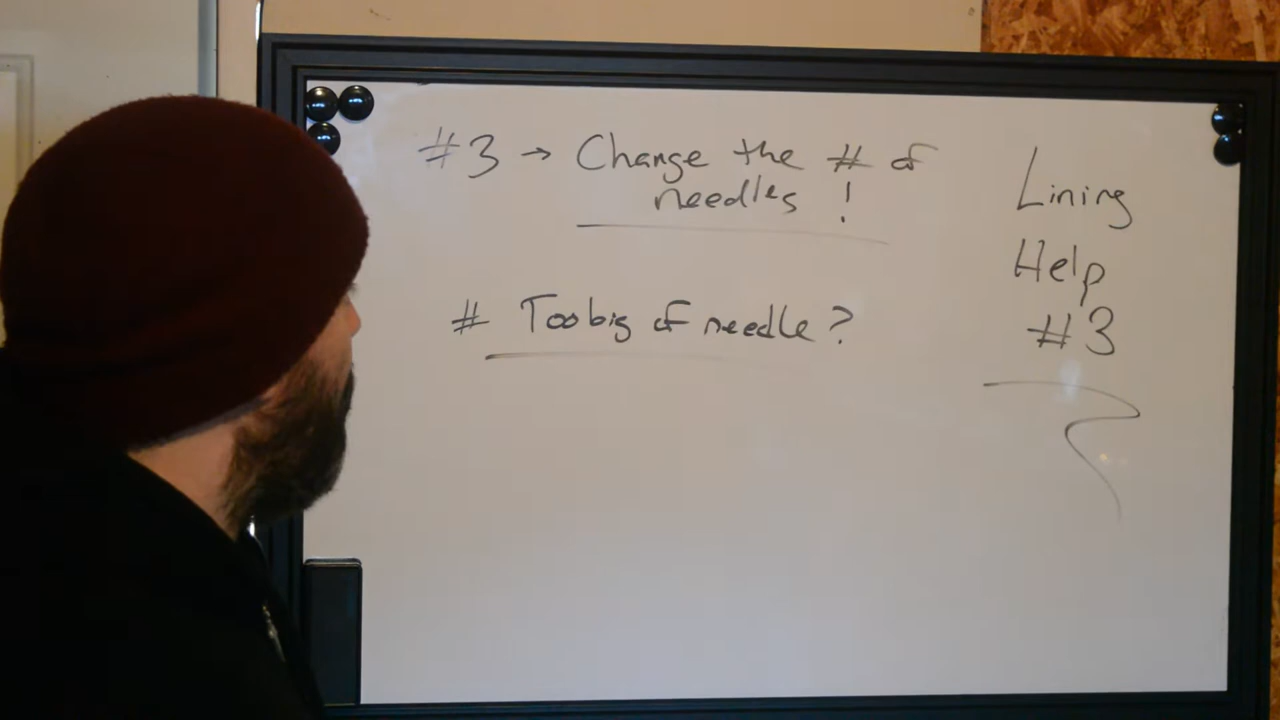 #3 → Change the # of
needles !
# Too big of needle?
Lining
Help
#3